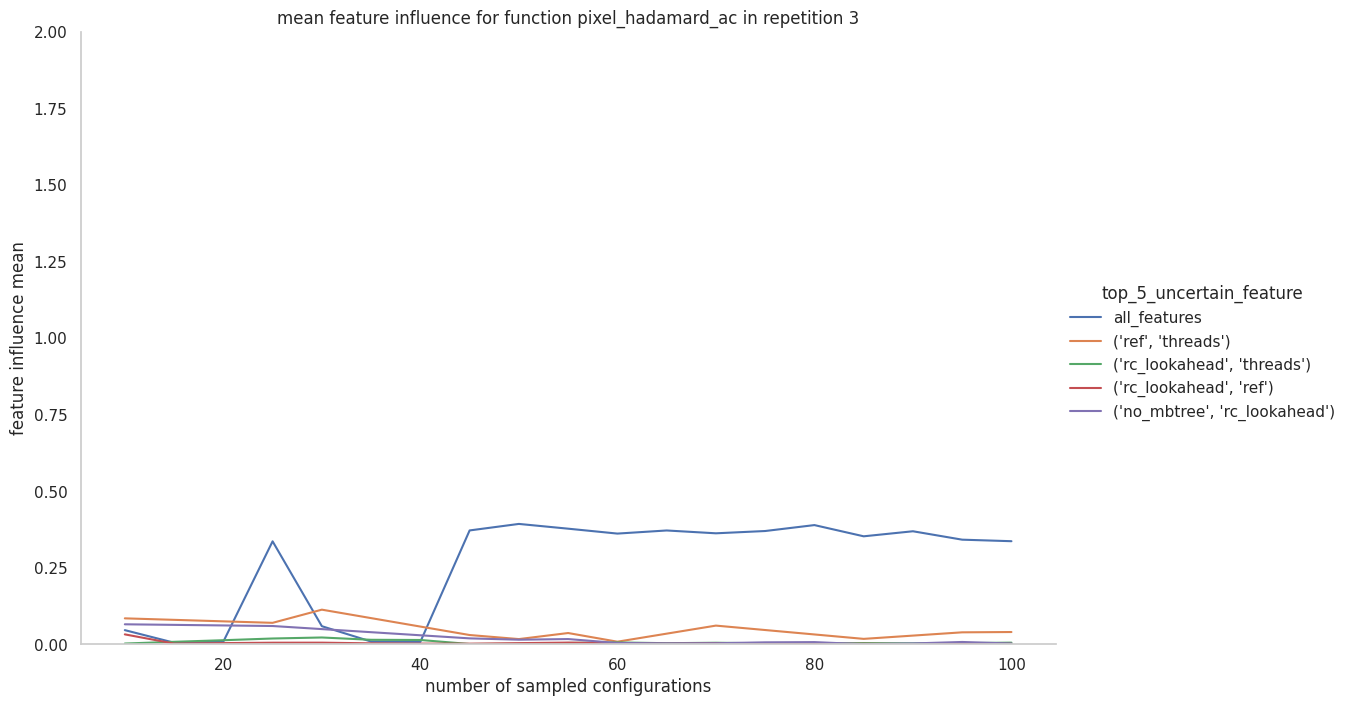 mean feature influence for function pixel_hadamard_ac in repetition 3
2.00
1.75
1.50
1.25
1.00
0.75
0.50
0.25
0.00
feature influence mean
20
40
60
80
100
number of sampled configurations
top_5_uncertain_feature
all_features
('ref', 'threads')
('rc_lookahead', 'threads')
('rc_lookahead', 'ref')
('no_mbtree', 'rc_lookahead')